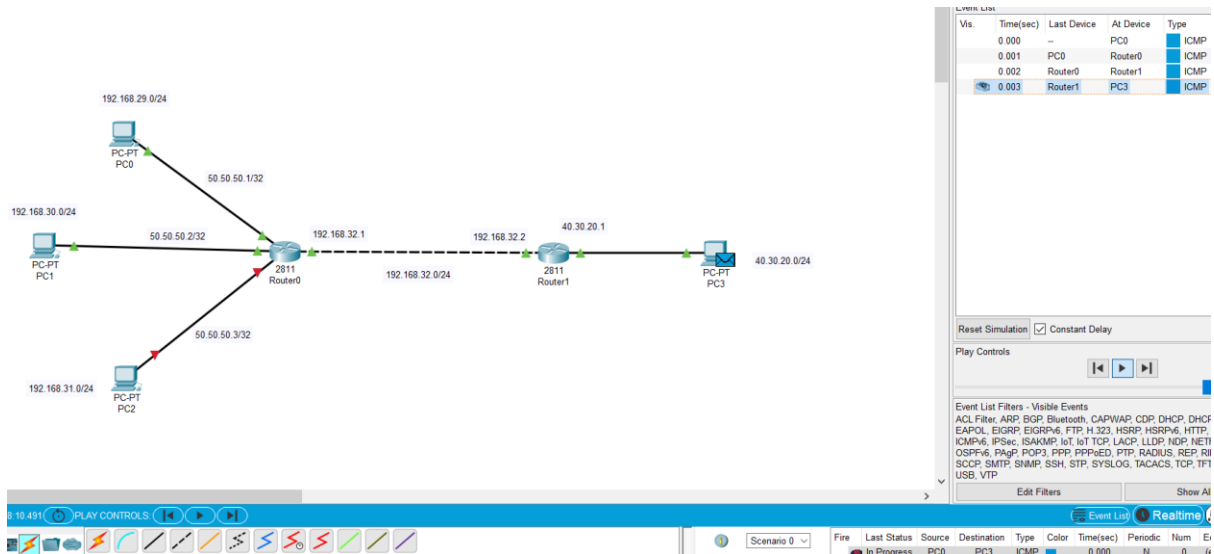 Event List
Vis. Time(sec) Last Device At Device Type
0.000 -- PC0 ICMP
0.001 PC0 Router0 ICMP
0.002 Router0 Router1 ICMP
0.003 Router1 PC3 ICMP
192.168.29.0/24
PC-PT
PC0
50.50.50.1/32
192.168.30.0/24
50.50.50.2/32
PC-PT
PC1
192.168.32.1
2811
Router0
192.168.32.0/24
192.168.32.2
40.30.20.1
2811
Router1
PC-PT
PC3
40.30.20.0/24
50.50.50.3/32
192.168.31.0/24
PC-PT
PC2
Reset Simulation Constant Delay
Play Controls
Event List Filters - Visible Events
ACL Filter, ARP, BGP, Bluetooth, CAPWAP, CDP, DHCP, DHCP
EAPOL, EIGRP, EIGRPv6, FTP, H.323, HSRP, HSRPv6, HTTP,
ICMPv6, IPSec, ISAKMP, IoT, IoT TCP, LACP, LLDP, NDP, NETF
OSPFv6, PAgP, POP3, PPP, PPPoED, PTP, RADIUS, REP, RI
SCCP, SMTP, SNMP, SSH, STP, SYSLOG, TACACS, TCP, TFT
USB, VTP
Edit Filters Show Al
8:10.491 PLAY CONTROLS: Event List Realtime
Scenario 0
Fire Last Status Source Destination Type Color Time(sec) Periodic Num
In Progress PC0 PC3 ICMP 0.000 N 0